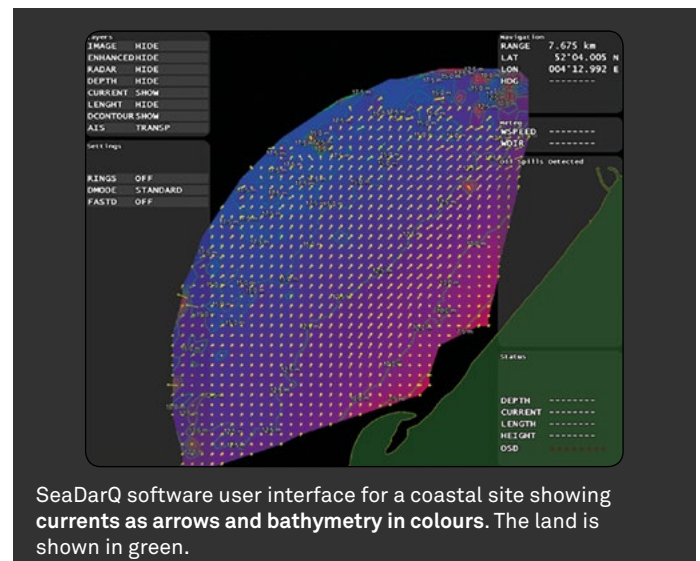 Layers
IMAGE HIDE
ENHANCEDHIDE
RADAR HIDE
DEPTH HIDE
CURRENT SHOW
LENGHT HIDE
DCONTOUR SHOW
AIS TRANSP
Settings
RINGS OFF
DMODE STANDARD
FASTD OFF
Navigation
RANGE 7.675 km
LAT 52°04.005 N
LON 004°12.992 E
HDG --------
Meteo
WSPEED --------
WDIR --------
Oil Spills Detected
Status
DEPTH --------
CURRENT --------
LENGTH --------
HEIGHT --------
OSD
SeaDarQ software user interface for a coastal site showing
currents as arrows and bathymetry in colours. The land is
shown in green.